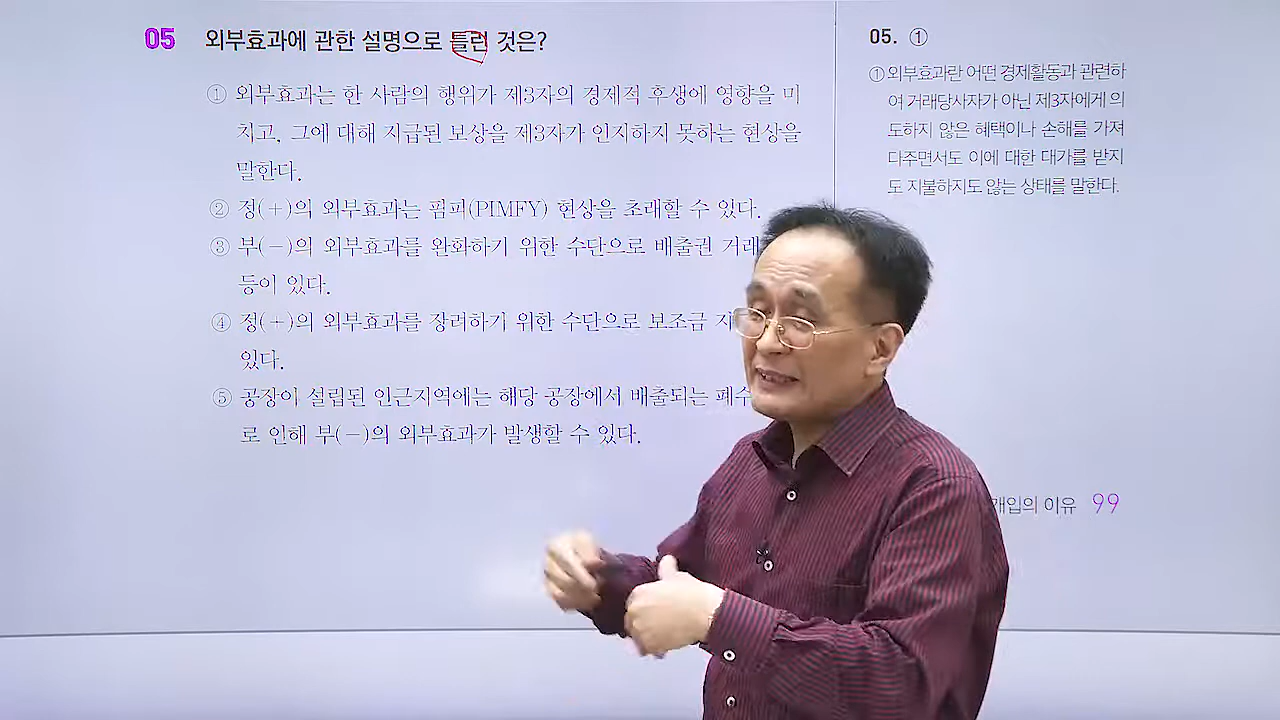 05 외부효과에 관한 설명으로 틀린 것은?
① 외부효과는 한 사람의 행위가 제3자의 경제적 후생에 영향을 미
치고, 그에 대해 지급된 보상을 제3자가 인지하지 못하는 현상을
말한다.
② 정(+)의 외부효과는 핌피(PIMFY) 현상을 초래할 수 있다.
③ 부(-)의 외부효과를 완화하기 위한 수단으로 배출권 거래
등이 있다.
④ 정(+)의 외부효과를 장려하기 위한 수단으로 보조금
있다.
⑤ 공장이 설립된 인근지역에는 해당 공장에서 배출되는 폐수
로 인해 부(-)의 외부효과가 발생할 수 있다.
05. ①
① 외부효과란 어떤 경제활동과 관련하
여 거래당사자가 아닌 제3자에게 의
도하지 않은 혜택이나 손해를 가져
다주면서도 이에 대한 대가를 받지
도 지불하지도 않는 상태를 말한다.
개입의 이유 99